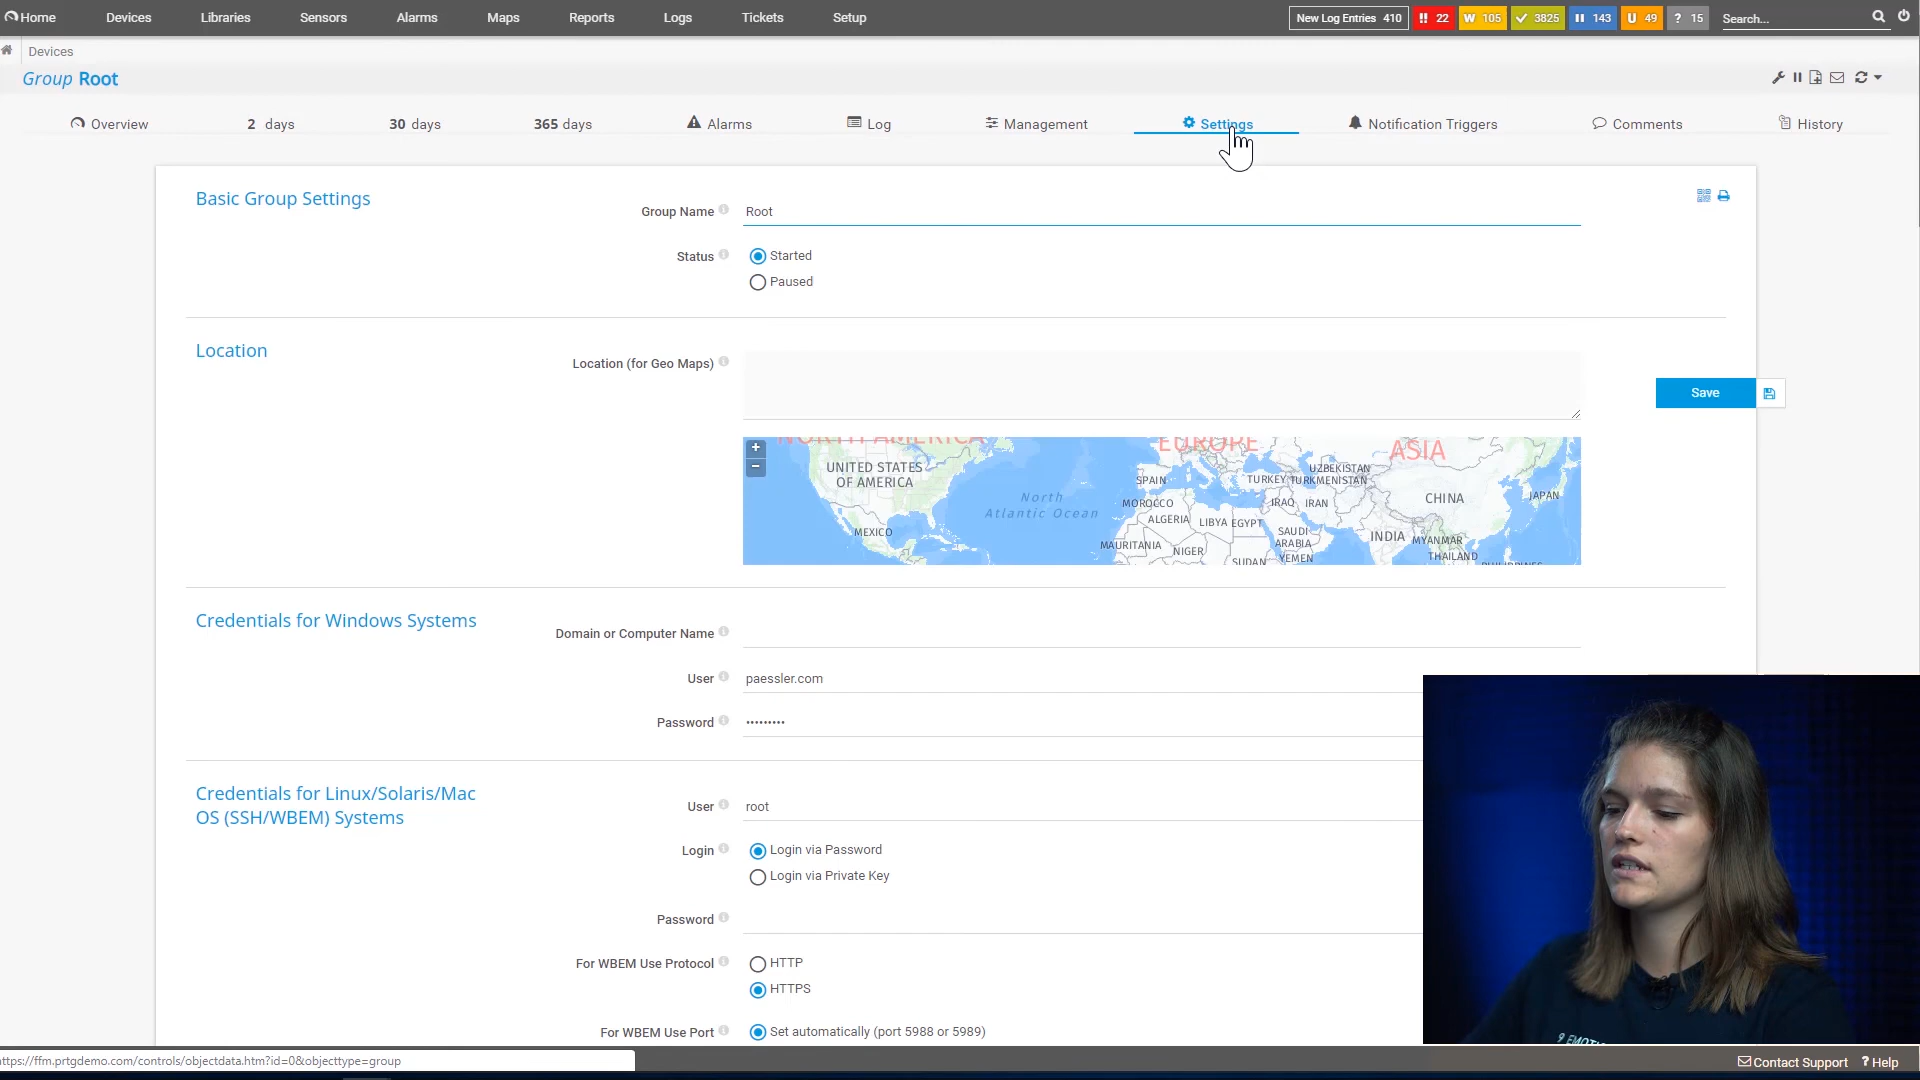 Home Devices Libraries Sensors Alarms Maps Reports Logs Tickets Setup New Log Entries 410 !! 22 W 105 3825 143 U 49 ? 15 Search...
Devices
Group Root
Overview 2 days 30 days 365 days Alarms Log Management Settings Notification Triggers Comments History
Basic Group Settings
Group Name Root
Status Started
Paused
Location
Location (for Geo Maps)
Save
+
NORTH AMERICA EUROPE ASIA
−
UNITED STATES
OF AMERICA
UZBEKISTAN
SPAIN TURKEY TURKMENISTAN
North
Atlantic Ocean
CHINA JAPAN
MOROCCO IRAQ IRAN
ALGERIA LIBYA EGYPT
MEXICO SAUDI
ARABIA
INDIA MYANMAR
MAURITANIA NIGER
SUDAN YEMEN THAILAND
PHILIPPINES
Credentials for Windows Systems
Domain or Computer Name
User paessler.com
Password •••••••••
Credentials for Linux/Solaris/Mac
OS (SSH/WBEM) Systems
User root
Login Login via Password
Login via Private Key
Password
For WBEM Use Protocol HTTP
HTTPS
For WBEM Use Port Set automatically (port 5988 or 5989)
ttps://ffm.prtgdemo.com/controls/objectdata.htm?id=0&objecttype=group
Contact Support ? Help